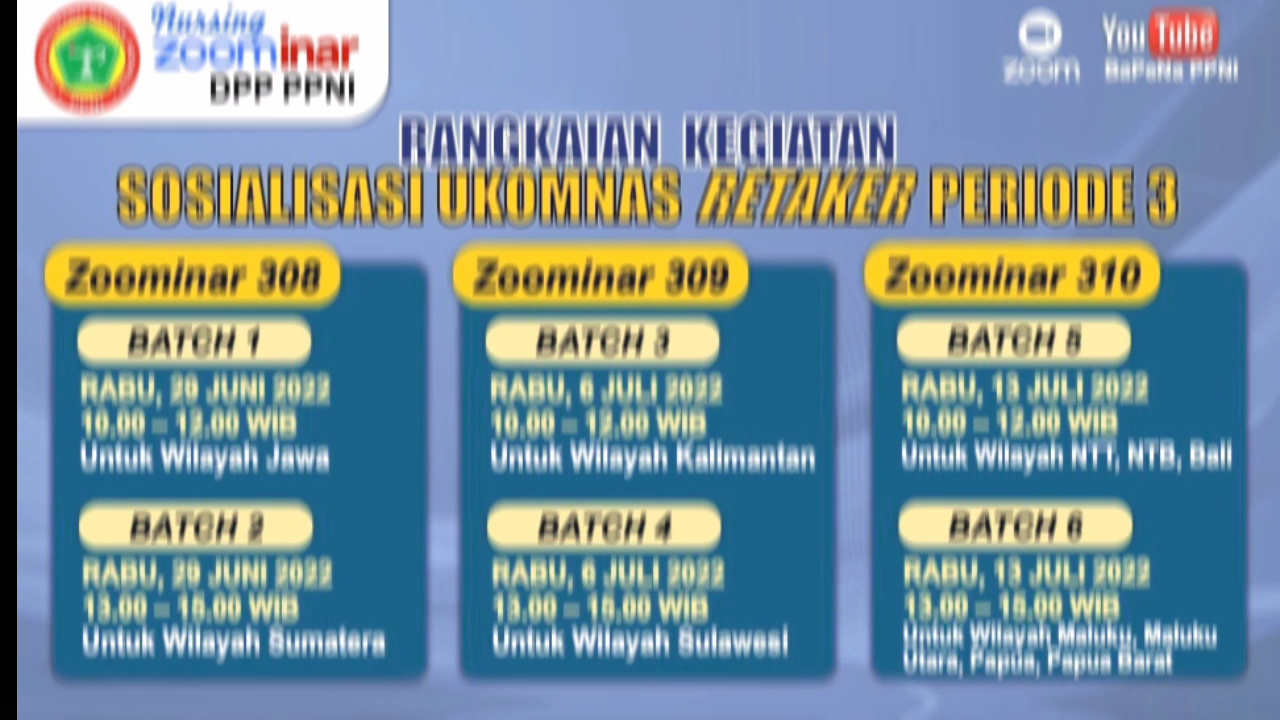 Nursing
zoominar
DPP PPNI
zoom
YouTube
BaPeNa PPNI
RANGKAIAN KEGIATAN
SOSIALISASI UKOMNAS RETAKER PERIODE 3
Zoominar 308
BATCH 1
RABU, 29 JUNI 2022
10.00 – 12.00 WIB
Untuk Wilayah Jawa
BATCH 2
RABU, 29 JUNI 2022
13.00 – 15.00 WIB
Untuk Wilayah Sumatera
Zoominar 309
BATCH 3
RABU, 6 JULI 2022
10.00 – 12.00 WIB
Untuk Wilayah Kalimantan
BATCH 4
RABU, 6 JULI 2022
13.00 – 15.00 WIB
Untuk Wilayah Sulawesi
Zoominar 310
BATCH 5
RABU, 13 JULI 2022
10.00 – 12.00 WIB
Untuk Wilayah NTT, NTB, Bali
BATCH 6
RABU, 13 JULI 2022
13.00 – 15.00 WIB
Untuk Wilayah Maluku, Maluku
Utara, Papua, Papua Barat